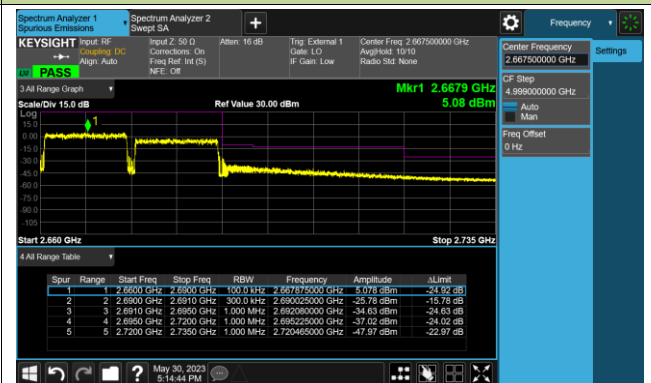 Spectrum Analyzer 1
Spurious Emissions
Spectrum Analyzer 2
Swept SA
+
Frequency
KEYSIGHT
Input: RF
Coupling: DC
Align: Auto
Input Z: 50 Ω
Corrections: On
Freq Ref: Int (S)
NFE: Off
Atten: 16 dB
Trig: External 1
Gate: LO
IF Gain: Low
Center Freq: 2.667500000 GHz
Avg|Hold: 10/10
Radio Std: None
PASS
Center Frequency
2.667500000 GHz
Settings
CF Step
4.999000000 GHz
Auto
Man
Freq Offset
0 Hz
3 All Range Graph
Mkr1 2.6679 GHz
Scale/Div 15.0 dB
Ref Value 30.00 dBm
5.08 dBm
Log
1
15.0
0.00
-15.0
-30.0
-45.0
-60.0
-75.0
-90.0
-105
Start 2.660 GHz
Stop 2.735 GHz
4 All Range Table
Spur Range Start Freq Stop Freq RBW Frequency Amplitude ΔLimit
1 1 2.6600 GHz 2.6900 GHz 100.0 kHz 2.667875000 GHz 5.078 dBm -24.92 dB
2 2 2.6900 GHz 2.6910 GHz 300.0 kHz 2.690025000 GHz -25.78 dBm -15.78 dB
3 3 2.6910 GHz 2.6950 GHz 1.000 MHz 2.692080000 GHz -34.63 dBm -24.63 dB
4 4 2.6950 GHz 2.7200 GHz 1.000 MHz 2.695225000 GHz -37.02 dBm -24.02 dB
5 5 2.7200 GHz 2.7350 GHz 1.000 MHz 2.720465000 GHz -47.97 dBm -22.97 dB
?
May 30, 2023
5:14:44 PM